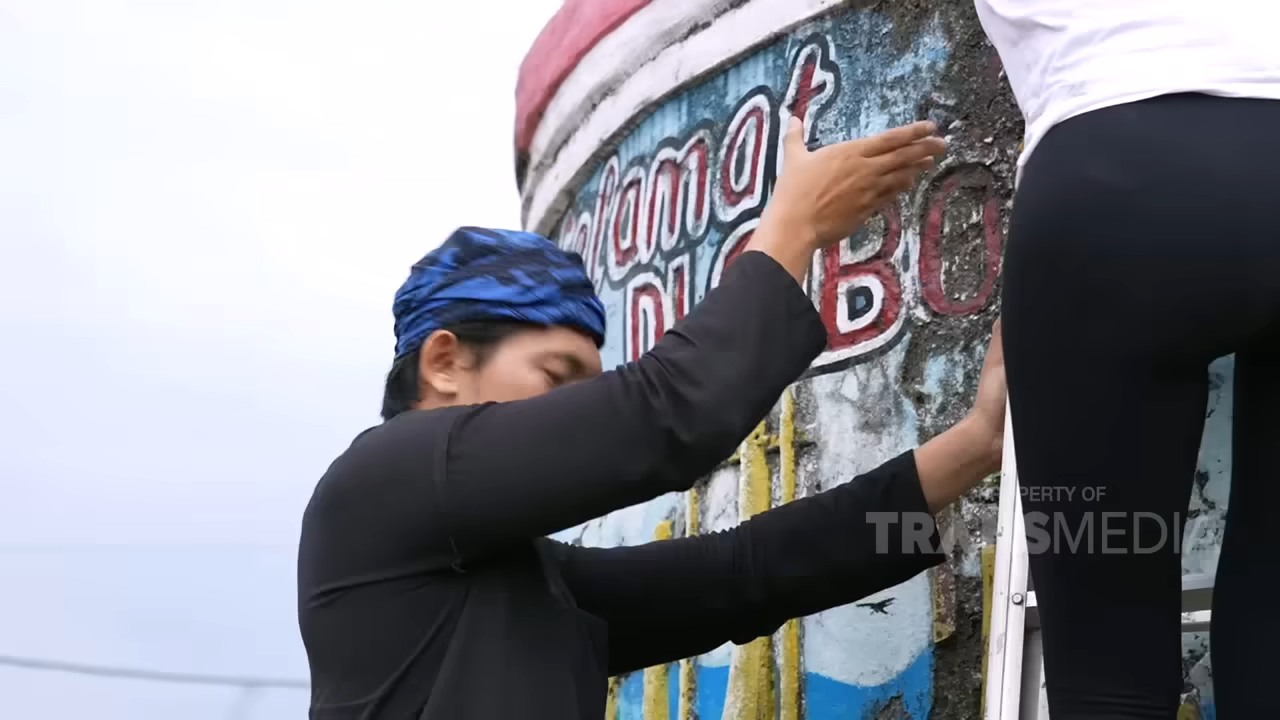 Selamat
DI
BO
PROPERTY OF
TRANSMEDIA